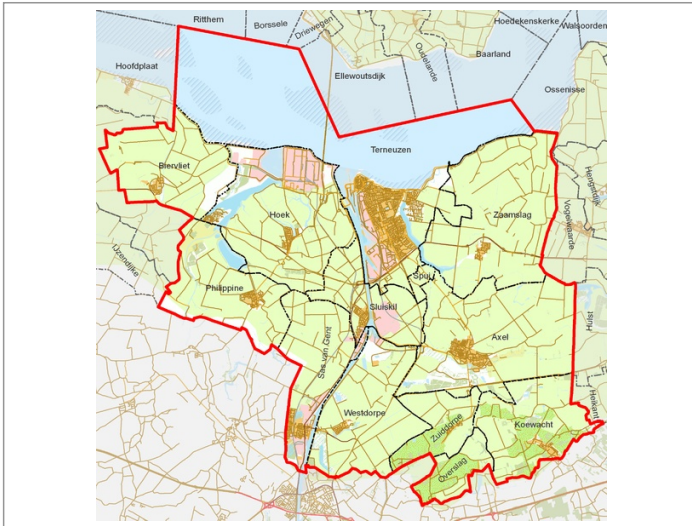 Ritthem
Borssele
Driewegen
Hoedekenskerke
Walsoorden
Oudelande
Baarland
Hoofdplaat
Ellewoutsdijk
Ossenisse
Terneuzen
Biervliet
Hengstdijk
Hoek
Zaamslag
Vogelwaarde
IJzendijke
Spui
Philippine
Sluiskil
Hulst
Axel
Sas van Gent
Heikant
Westdorpe
Zuiddorpe
Koewacht
Overslag